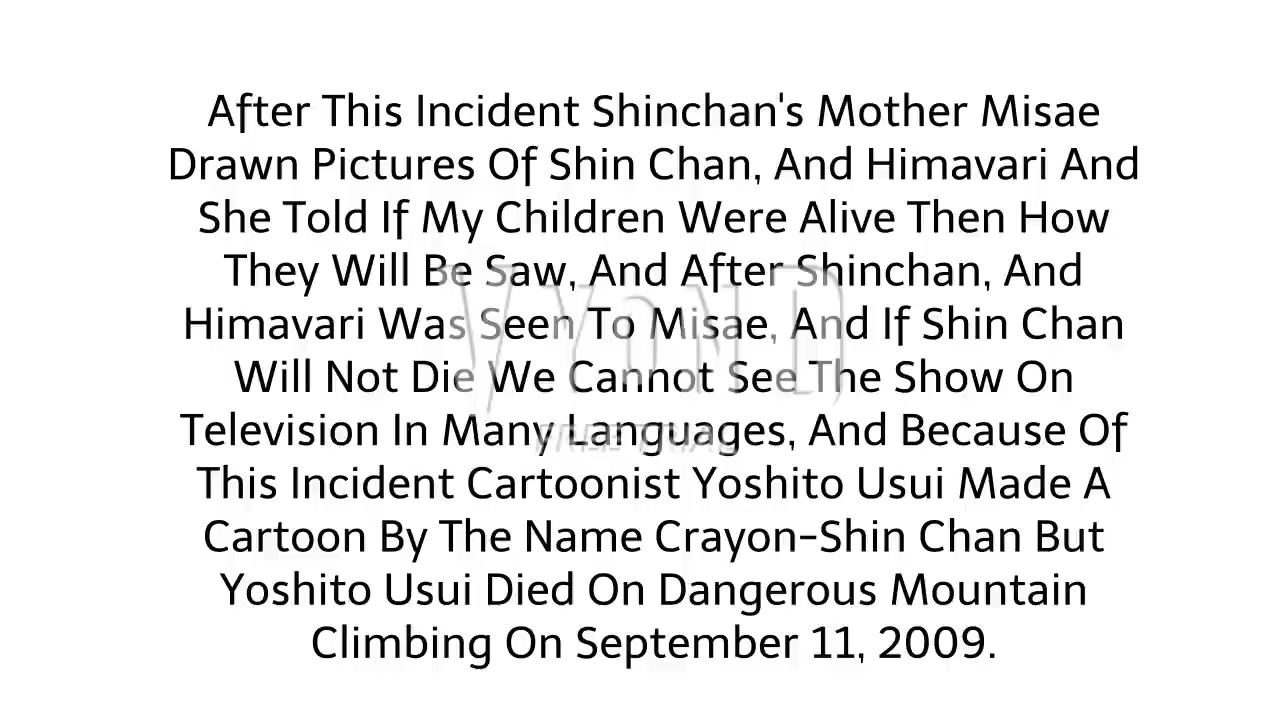 After This Incident Shinchan's Mother Misae
Drawn Pictures Of Shin Chan, And Himavari And
She Told If My Children Were Alive Then How
They Will Be Saw, And After Shinchan, And
Himavari Was Seen To Misae, And If Shin Chan
Will Not Die We Cannot See The Show On
Television In Many Languages, And Because Of
This Incident Cartoonist Yoshito Usui Made A
Cartoon By The Name Crayon-Shin Chan But
Yoshito Usui Died On Dangerous Mountain
Climbing On September 11, 2009.
VYOND
FREE TRIAL